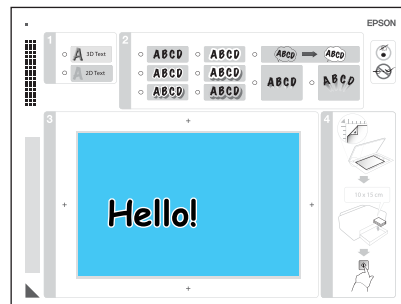 EPSON
1
A 3D Text
A 2D Text
2
ABCD ABCD ABCD ABCD
ABCD ABCD ABCD ABCD
ABCD ABCD
3
Hello!
4
10 x 15 cm